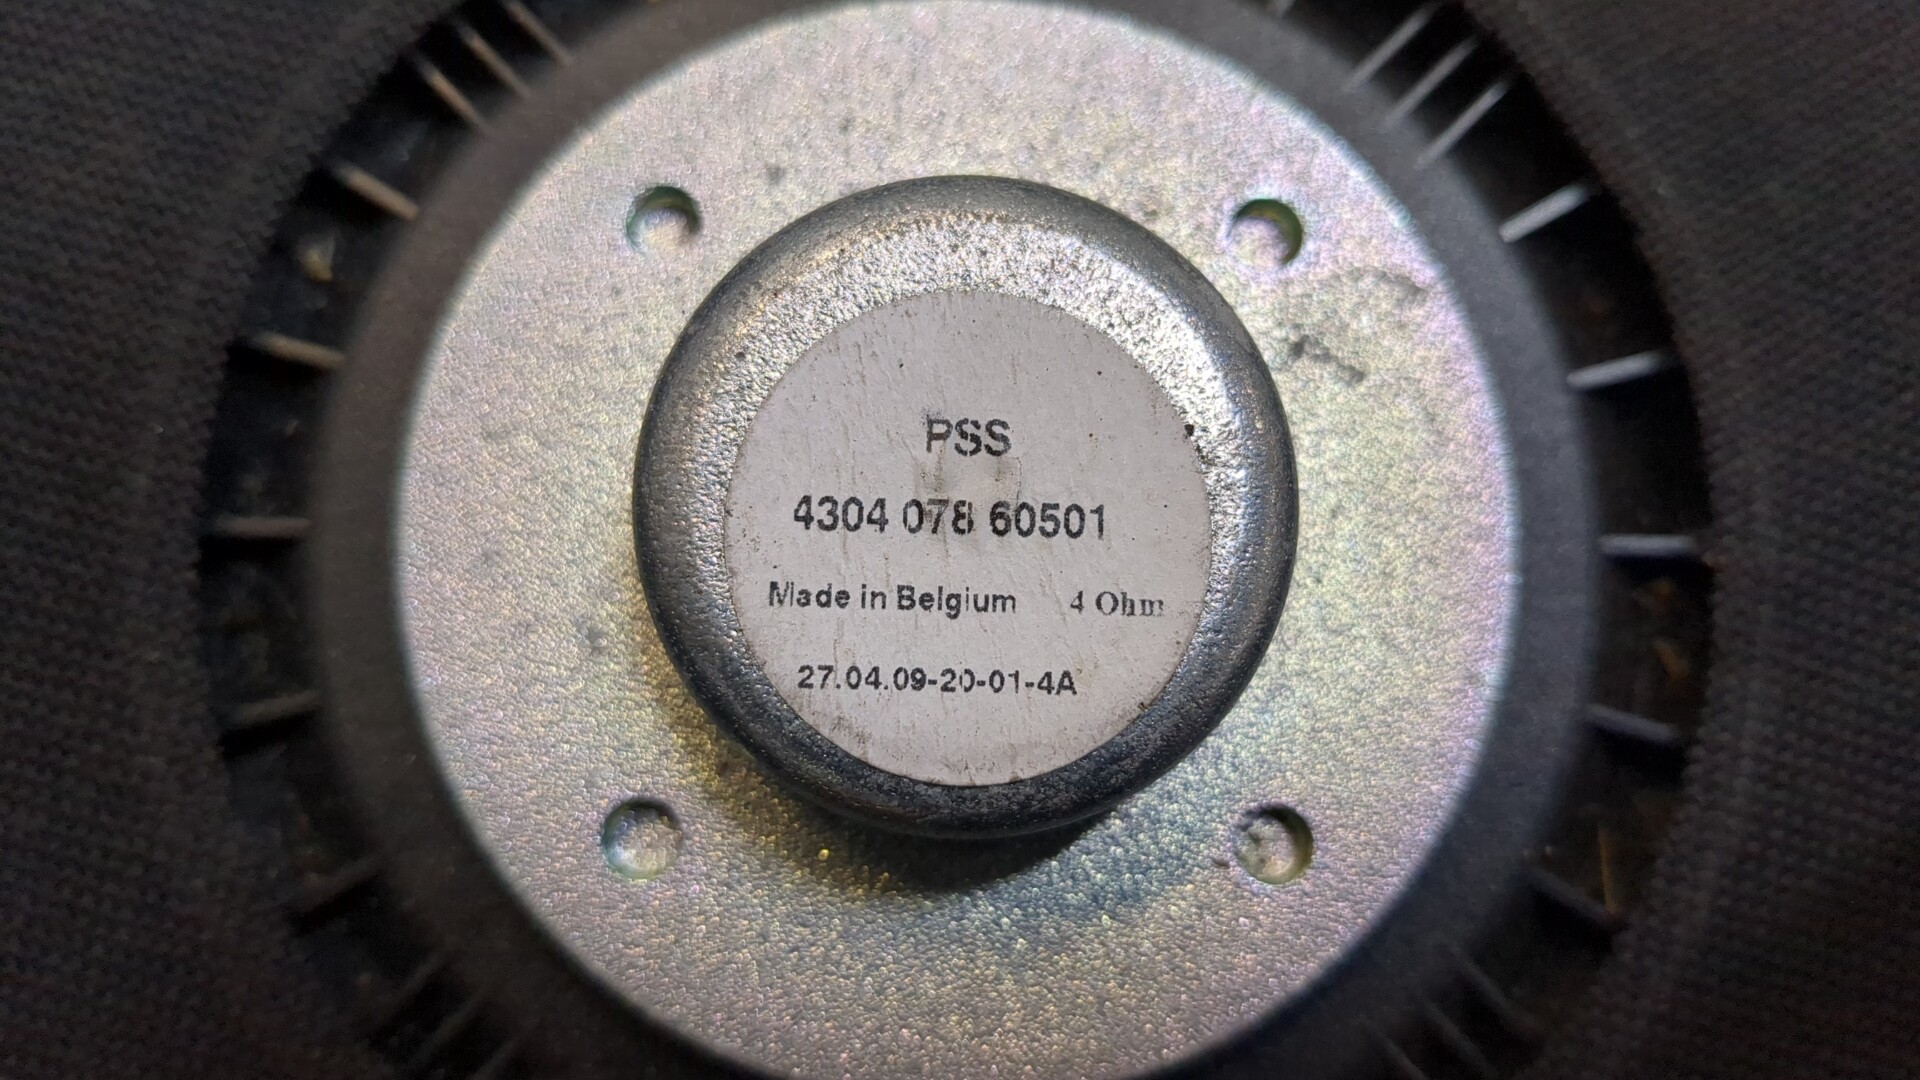 PSS
4304 078 60501
Made in Belgium 4 Ohm
27.04.09-20-01-4A